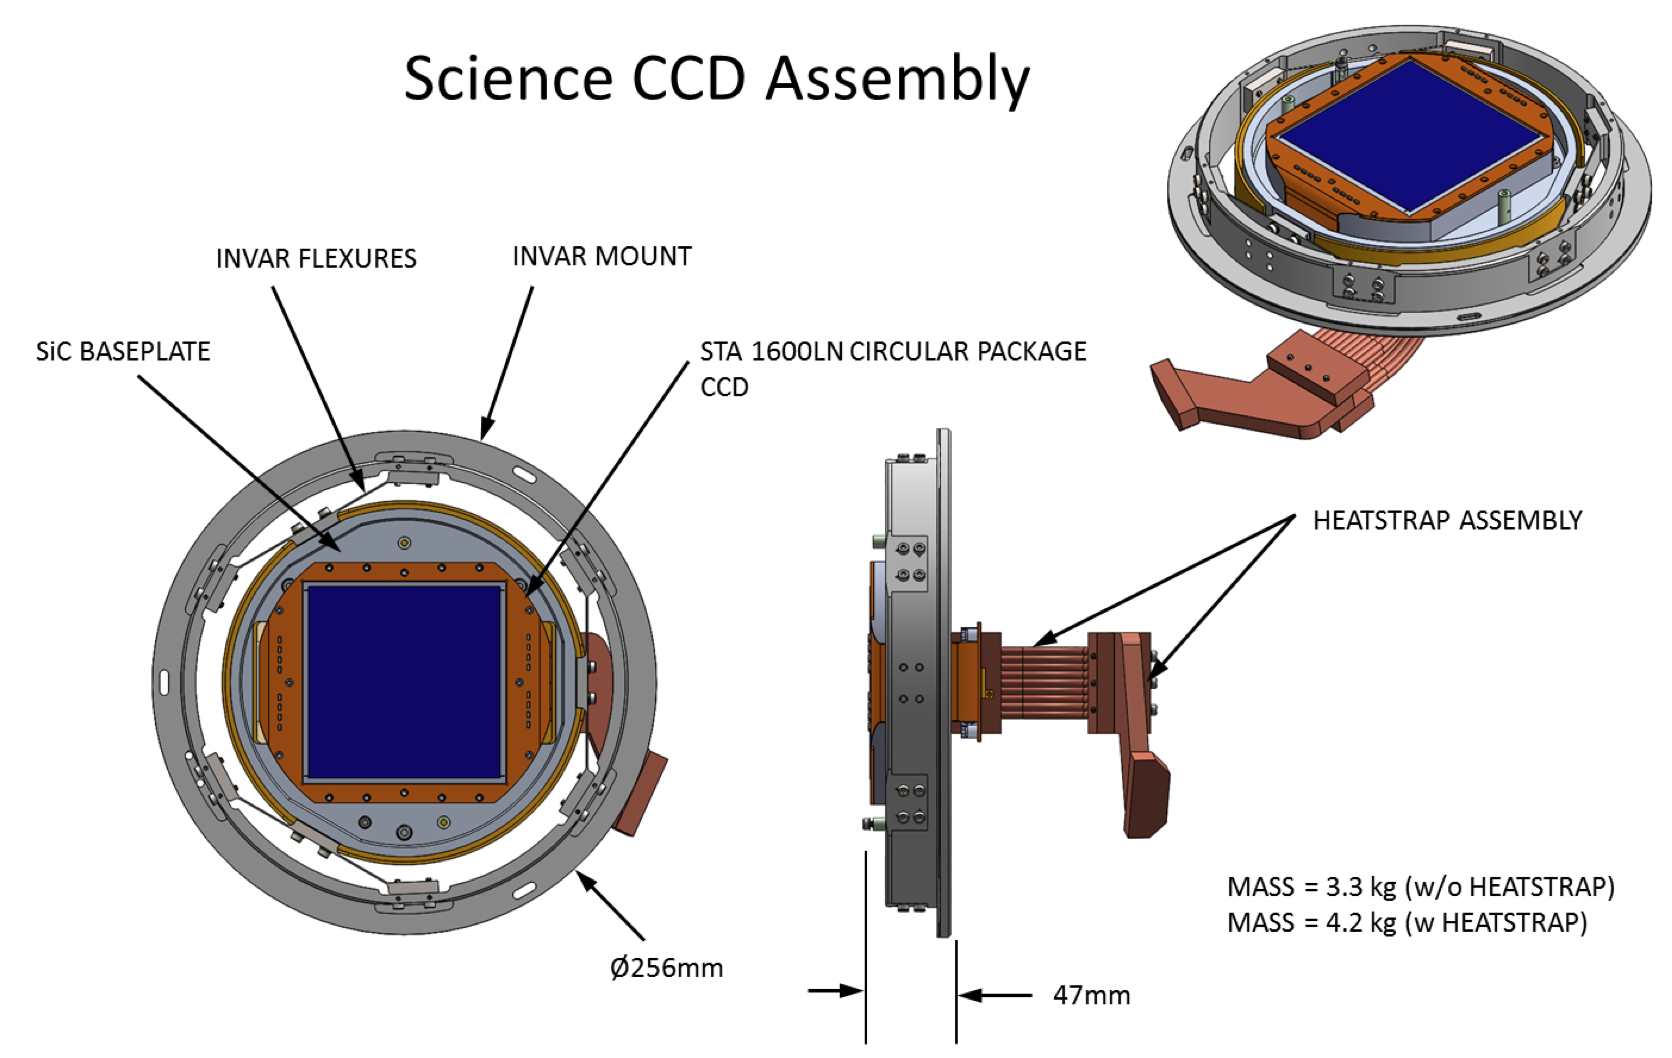 Science CCD Assembly
INVAR FLEXURES
INVAR MOUNT
SiC BASEPLATE
STA 1600LN CIRCULAR PACKAGE
CCD
HEATSTRAP ASSEMBLY
MASS = 3.3 kg (w/o HEATSTRAP)
MASS = 4.2 kg (w HEATSTRAP)
Ø256mm
47mm